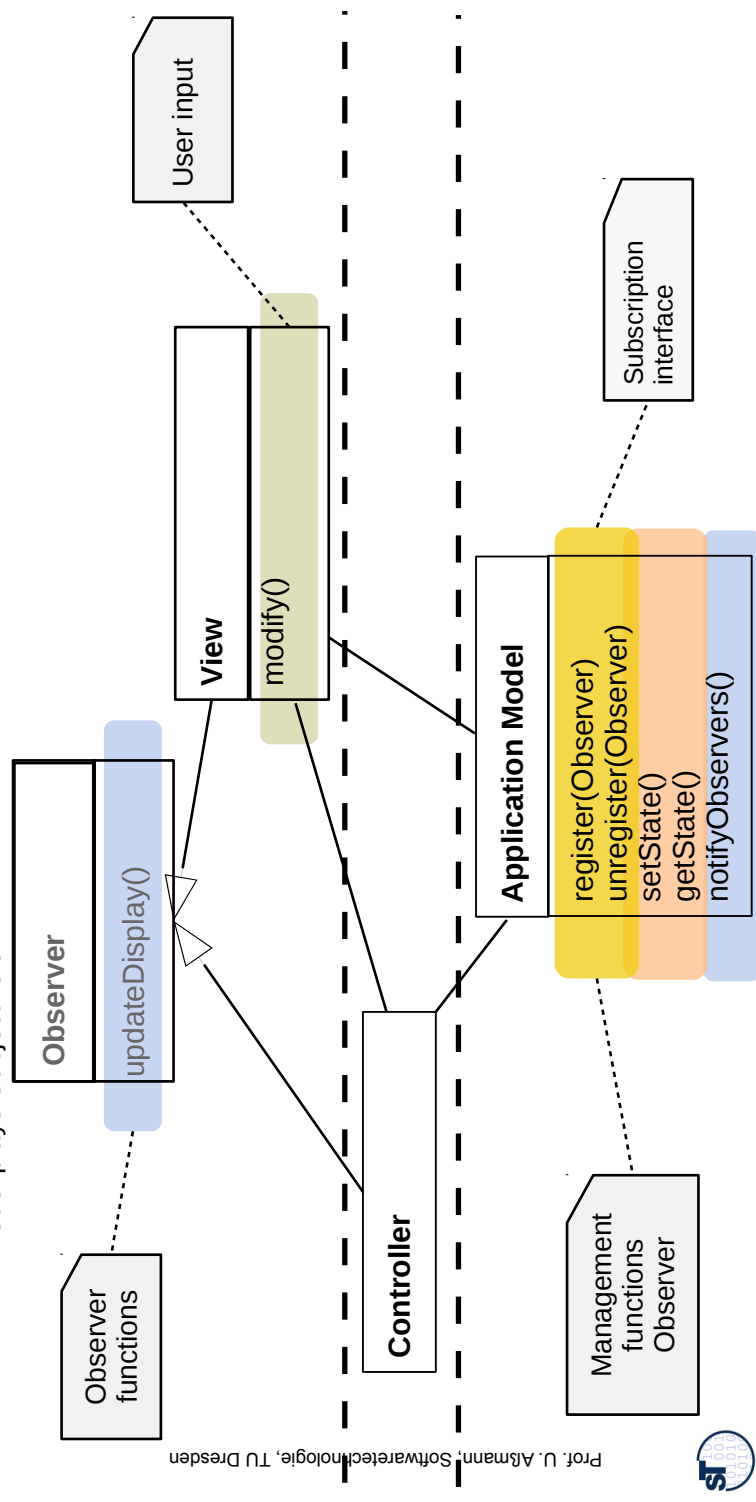 Observer
updateDisplay()
Observer
functions
View
modify()
User input
Controller
Application Model
register(Observer)
unregister(Observer)
setState()
getState()
notifyObservers()
Management
functions
Observer
Subscription
interface
Prof. U. Aßmann, Softwaretechnologie, TU Dresden
ST